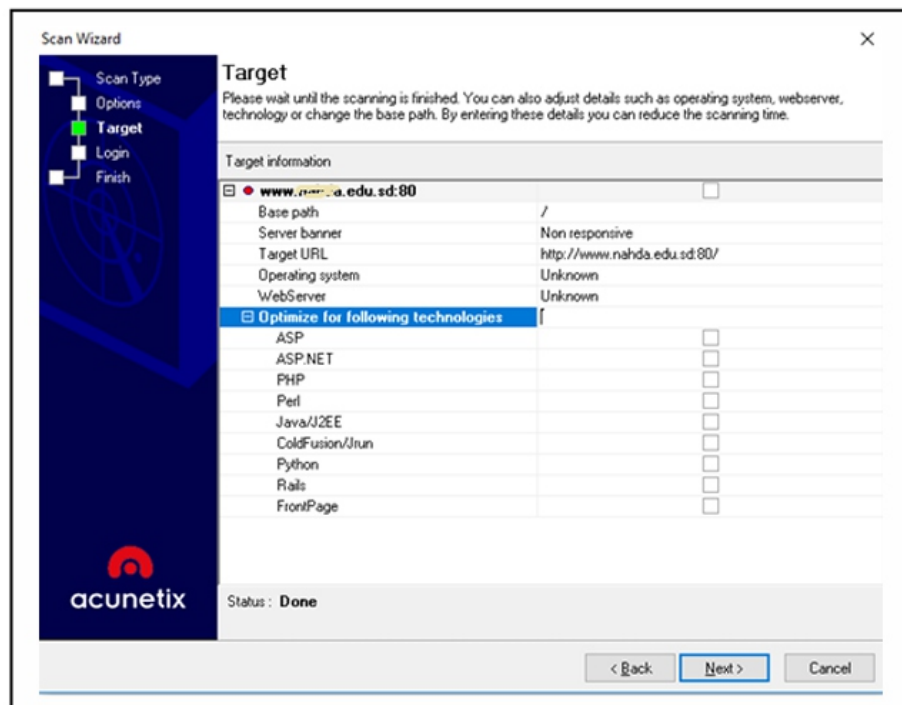 Scan Wizard
Scan Type
Options
Target
Login
Finish
acunetix
Target
Please wait until the scanning is finished. You can also adjust details such as operating system, webserver,
technology or change the base path. By entering these details you can reduce the scanning time.
Target information
www. .edu.sd:80
Base path /
Server banner Non responsive
Target URL http://www.nahda.edu.sd:80/
Operating system Unknown
WebServer Unknown
Optimize for following technologies
ASP
ASP.NET
PHP
Perl
Java/J2EE
ColdFusion/Jrun
Python
Rails
FrontPage
Status : Done
< Back Next > Cancel